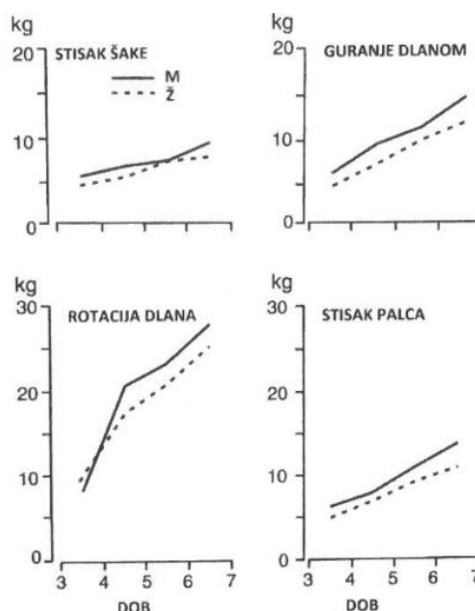 kg
20
10
0
STISAK ŠAKE
M
Ž
kg
20
10
0
GURANJE DLANOM
kg
30
20
10
0
ROTACIJA DLANA
3 4 5 6 7
DOB
kg
30
20
10
0
STISAK PALCA
3 4 5 6 7
DOB